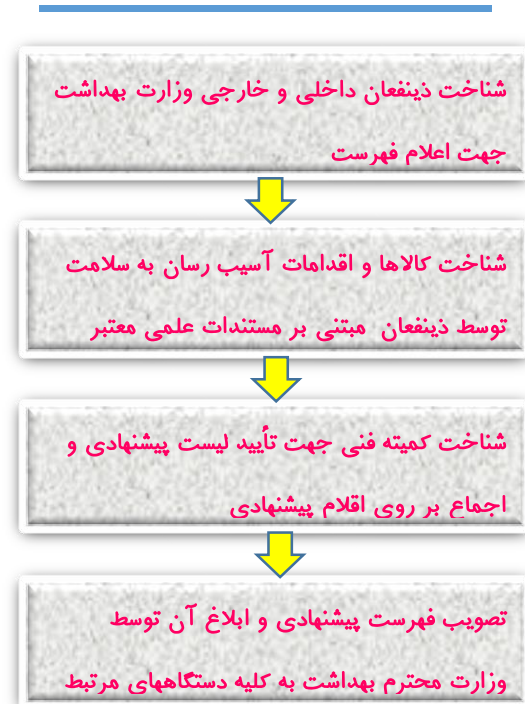 شناخت ذینفعان داخلی و خارجی وزارت بهداشت
جهت اعلام فهرست
شناخت کالاها و اقدامات آسیب رسان به سلامت
توسط ذینفعان مبتنی بر مستندات علمی معتبر
شناخت کمیته فنی جهت تأیید لیست پیشنهادی و
اجماع بر روی اقلام پیشنهادی
تصویب فهرست پیشنهادی و ابلاغ آن توسط
وزارت محترم بهداشت به کلیه دستگاههای مرتبط